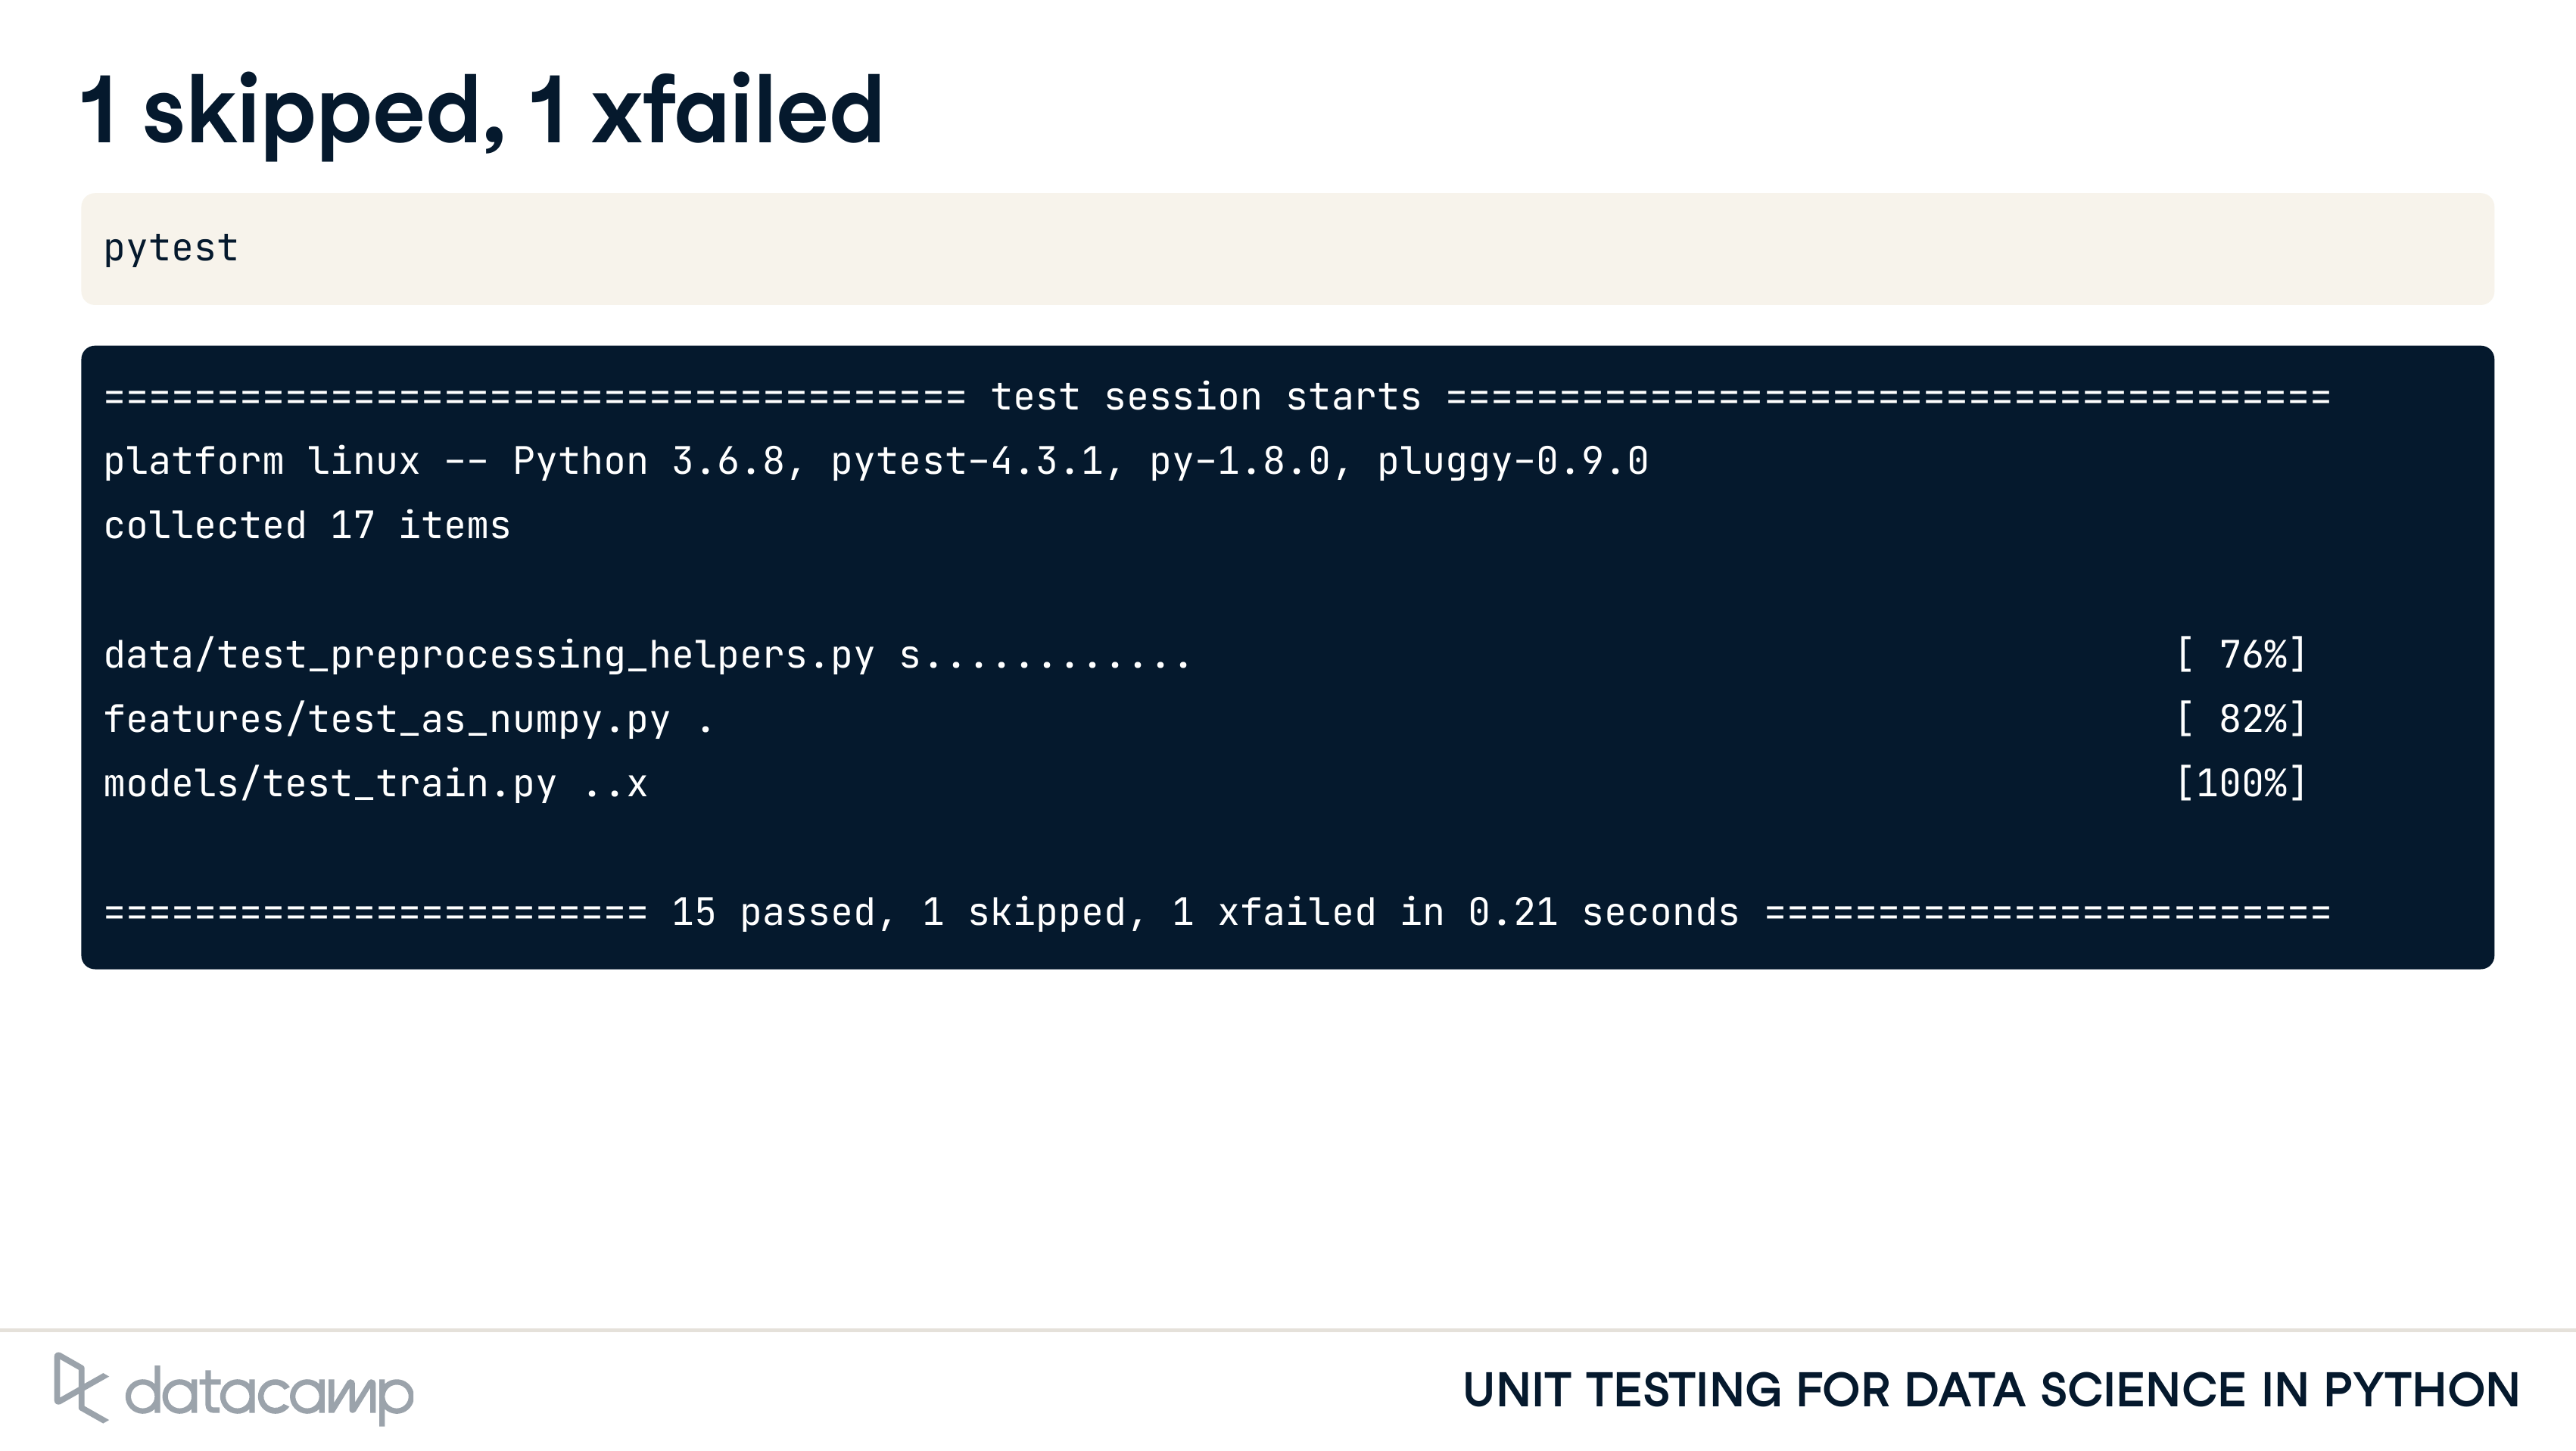 1 skipped, 1 xfailed
pytest
====================================== test session starts =======================================
platform linux -- Python 3.6.8, pytest-4.3.1, py-1.8.0, pluggy-0.9.0
collected 17 items
data/test_preprocessing_helpers.py s............ [ 76%]
features/test_as_numpy.py . [ 82%]
models/test_train.py ..x [100%]
======================== 15 passed, 1 skipped, 1 xfailed in 0.21 seconds =========================
datacamp
UNIT TESTING FOR DATA SCIENCE IN PYTHON